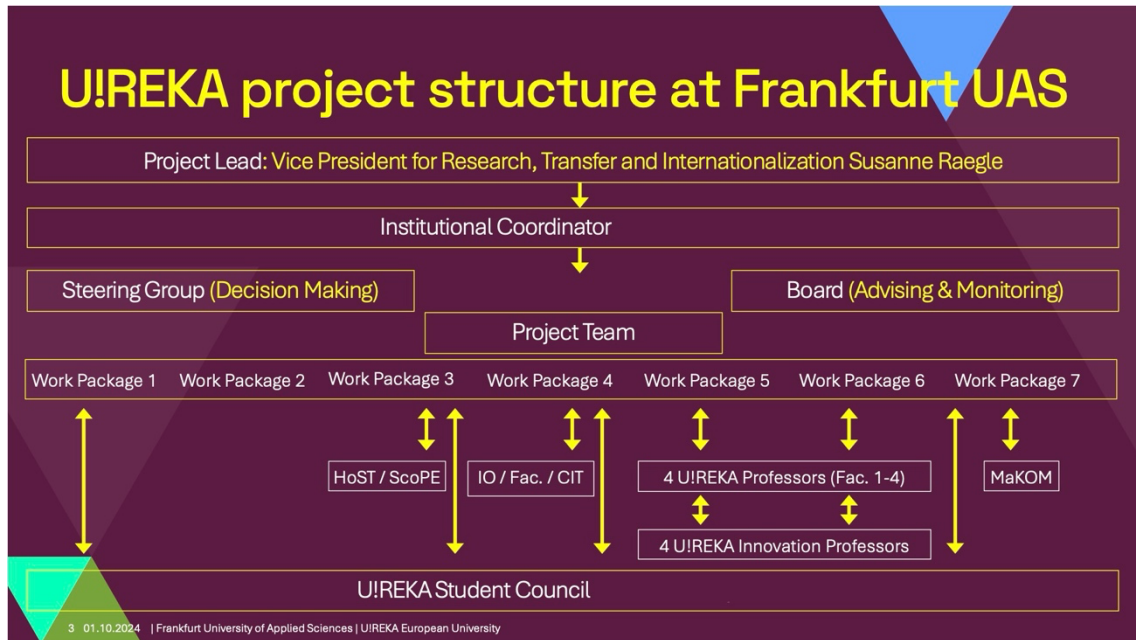 U!REKA project structure at Frankfurt UAS
Project Lead: Vice President for Research, Transfer and Internationalization Susanne Raegle
Institutional Coordinator
Steering Group (Decision Making)
Board (Advising & Monitoring)
Project Team
Work Package 1
Work Package 2
Work Package 3
Work Package 4
Work Package 5
Work Package 6
Work Package 7
HoST / ScoPE
IO / Fac. / CIT
4 U!REKA Professors (Fac. 1-4)
MaKOM
4 U!REKA Innovation Professors
U!REKA Student Council
3 01.10.2024 | Frankfurt University of Applied Sciences | U!REKA European University